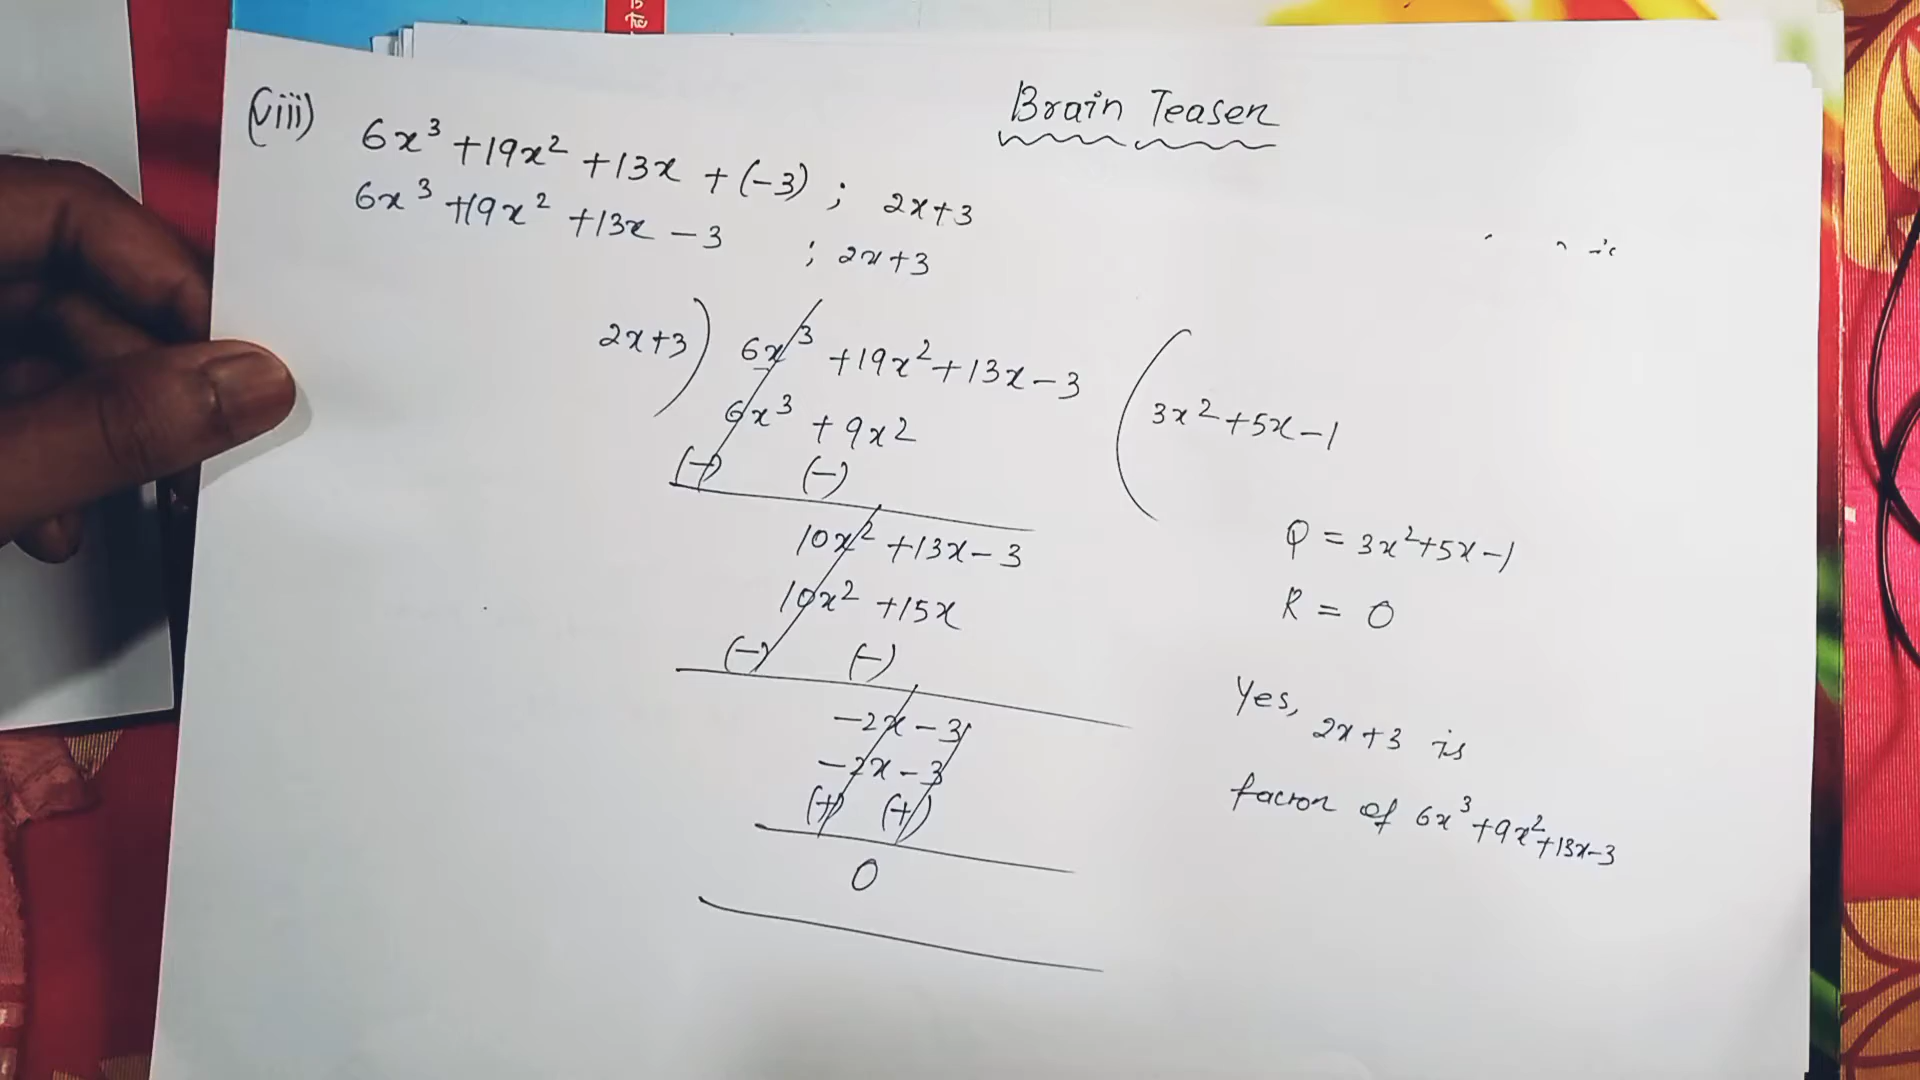 Brain Teaser
(viii) 6x³ +19x² +13x + (-3) ; 2x+3
6x³ +19x² +13x - 3 ; 2x+3
2x+3 ) 6x³ +19x²+13x-3 ( 3x²+5x-1
6x³ + 9x2
(-) (-)
10x² +13x-3
10x² +15x
(-) (-)
-2x-3
-2x-3
(+) (+)
0
Q = 3x²+5x-1
R = 0
Yes, 2x+3 is
factor of 6x³+9x²+13x-3